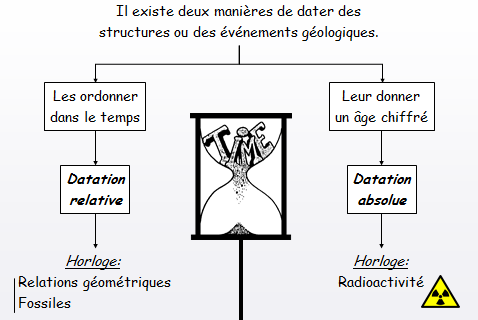 Il existe deux manières de dater des
structures ou des événements géologiques.
Les ordonner
dans le temps
Leur donner
un âge chiffré
TIME
Datation
relative
Datation
absolue
Horloge:
Relations géométriques
Fossiles
Horloge:
Radioactivité